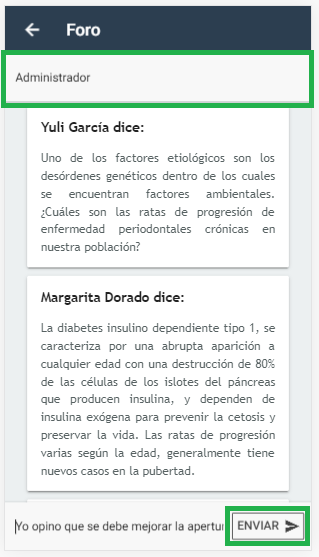 Foro
Administrador
Yuli García dice:
Uno de los factores etiológicos son los
desórdenes genéticos dentro de los cuales
se encuentran factores ambientales.
¿Cuáles son las ratas de progresión de
enfermedad periodontales crónicas en
nuestra población?
Margarita Dorado dice:
La diabetes insulino dependiente tipo 1, se
caracteriza por una abrupta aparición a
cualquier edad con una destrucción de 80%
de las células de los islotes del páncreas
que producen insulina, y dependen de
insulina exógena para prevenir la cetosis y
preservar la vida. Las ratas de progresión
varias según la edad, generalmente tiene
nuevos casos en la pubertad.
Yo opino que se debe mejorar la apertur
ENVIAR